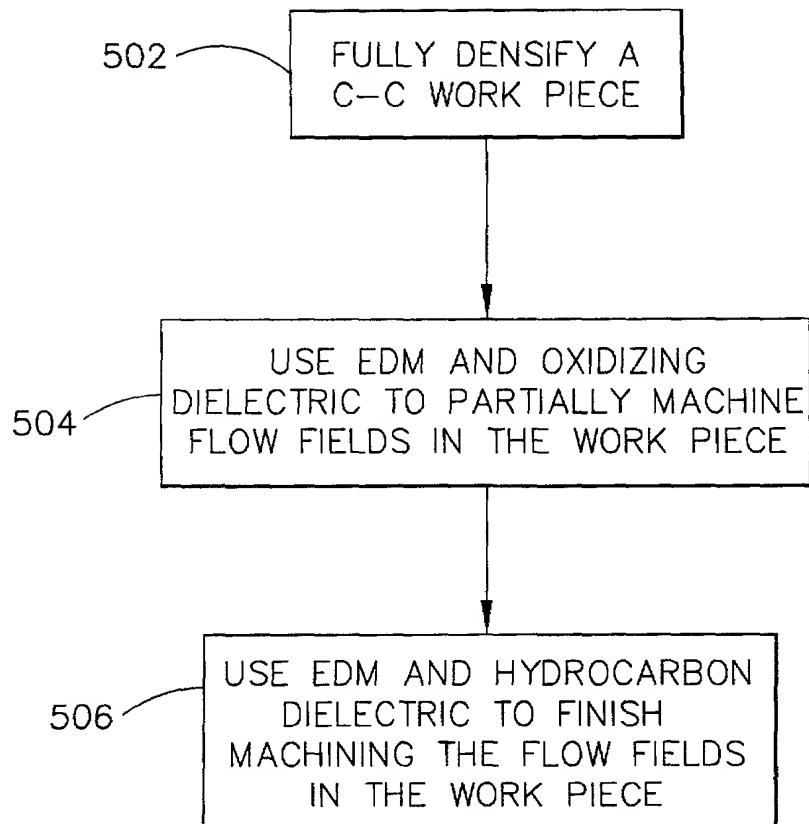 502
FULLY DENSIFY A
C-C WORK PIECE
504
USE EDM AND OXIDIZING
DIELECTRIC TO PARTIALLY MACHINE
FLOW FIELDS IN THE WORK PIECE
506
USE EDM AND HYDROCARBON
DIELECTRIC TO FINISH
MACHINING THE FLOW FIELDS
IN THE WORK PIECE